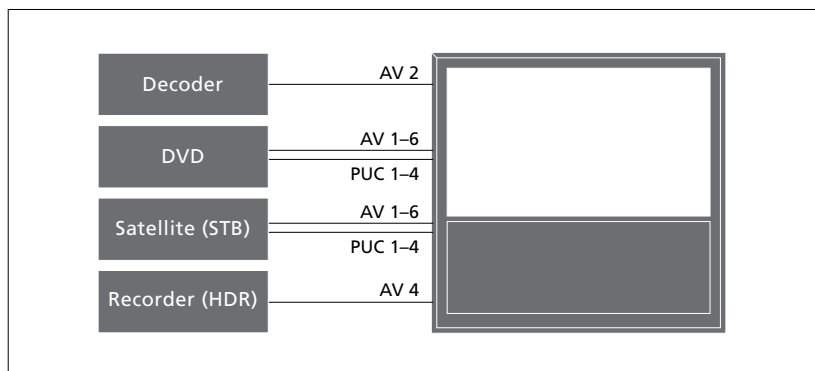 Decoder
AV 2
DVD
AV 1–6
PUC 1–4
Satellite (STB)
AV 1–6
PUC 1–4
Recorder (HDR)
AV 4